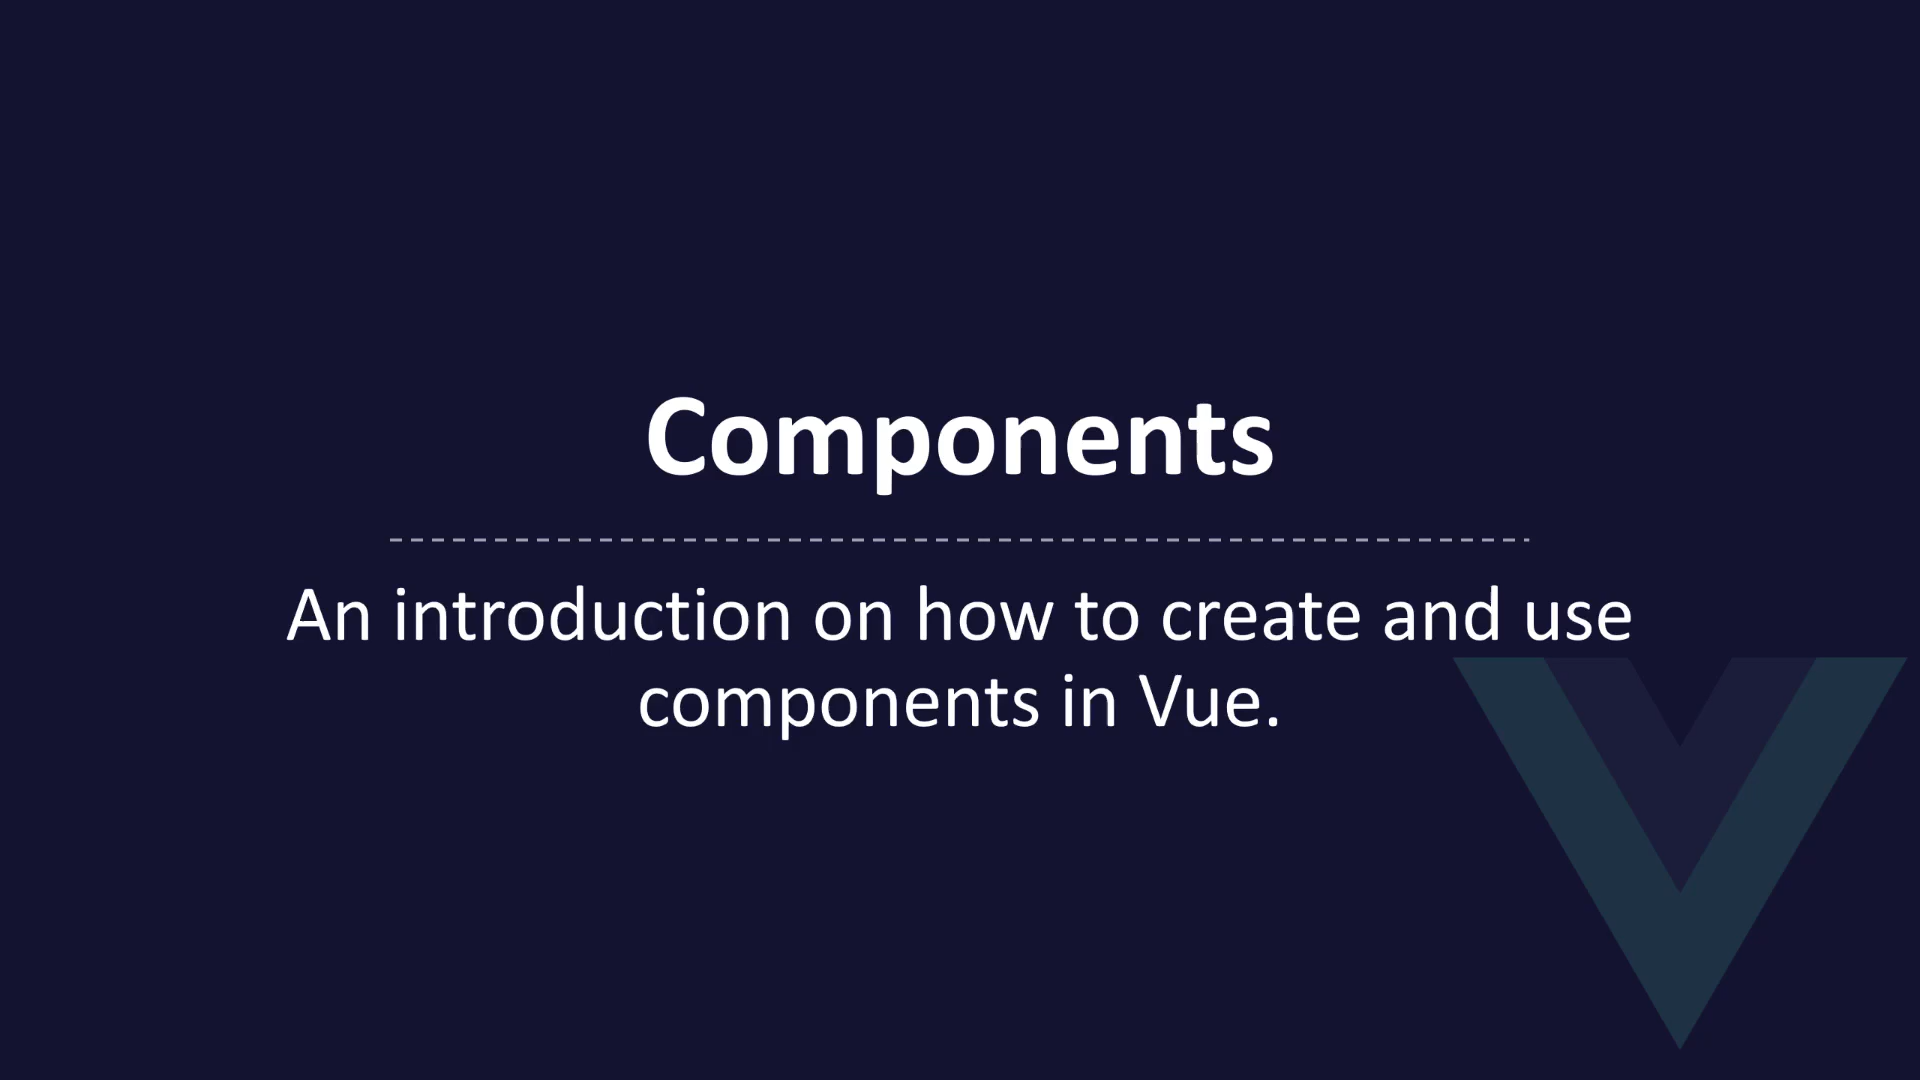 Components
An introduction on how to create and use
components in Vue.